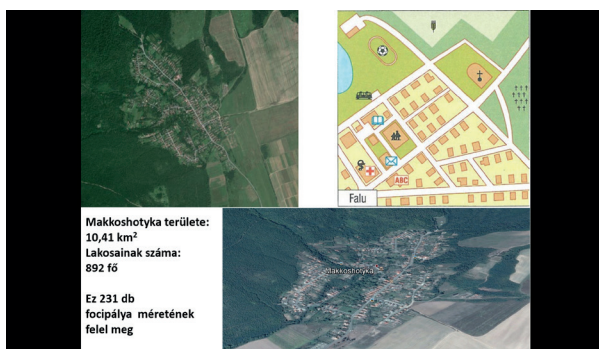 ABC
Falu
Makkoshotyka területe:
10,41 km²
Lakosainak száma:
892 fő
Ez 231 db
focipálya méretének
felel meg
Makkoshotyka